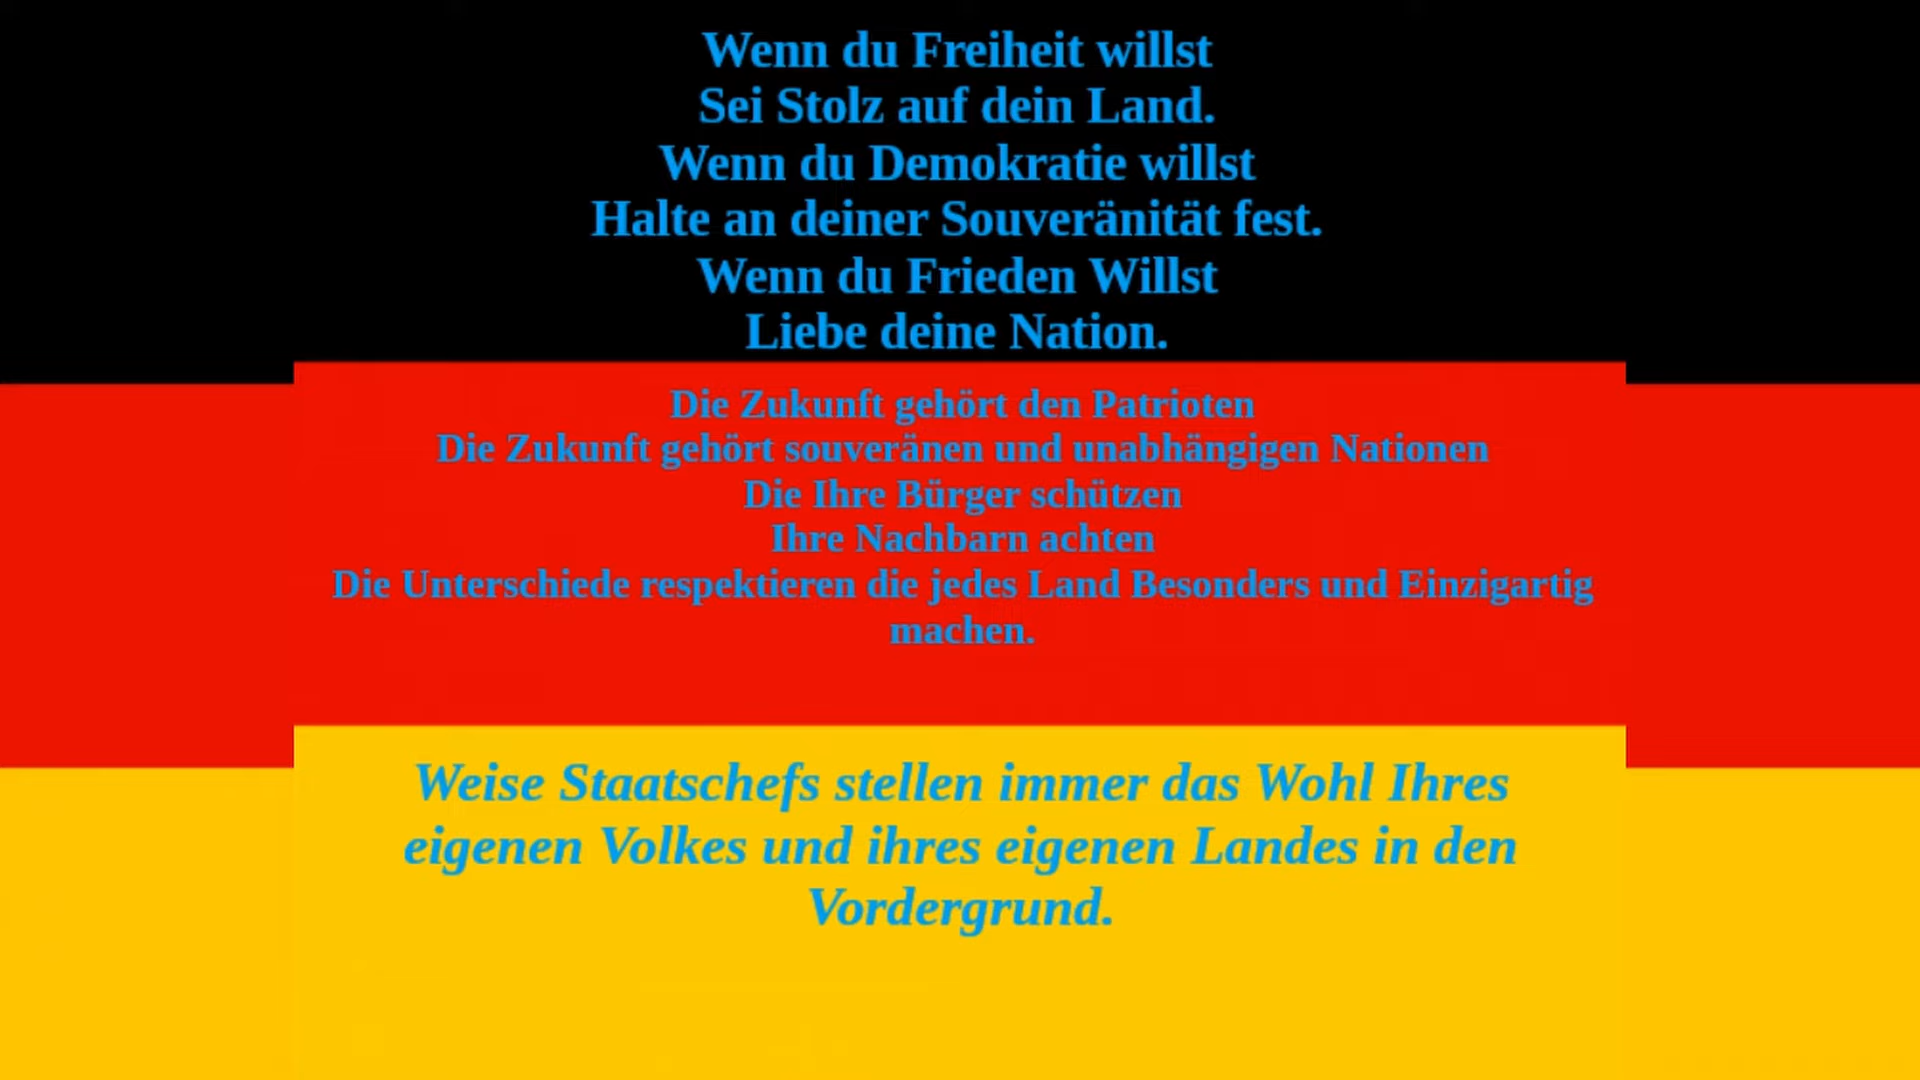 Wenn du Freiheit willst
Sei Stolz auf dein Land.
Wenn du Demokratie willst
Halte an deiner Souveränität fest.
Wenn du Frieden Willst
Liebe deine Nation.
Die Zukunft gehört den Patrioten
Die Zukunft gehört souveränen und unabhängigen Nationen
Die Ihre Bürger schützen
Ihre Nachbarn achten
Die Unterschiede respektieren die jedes Land Besonders und Einzigartig
machen.
Weise Staatschefs stellen immer das Wohl Ihres
eigenen Volkes und ihres eigenen Landes in den
Vordergrund.